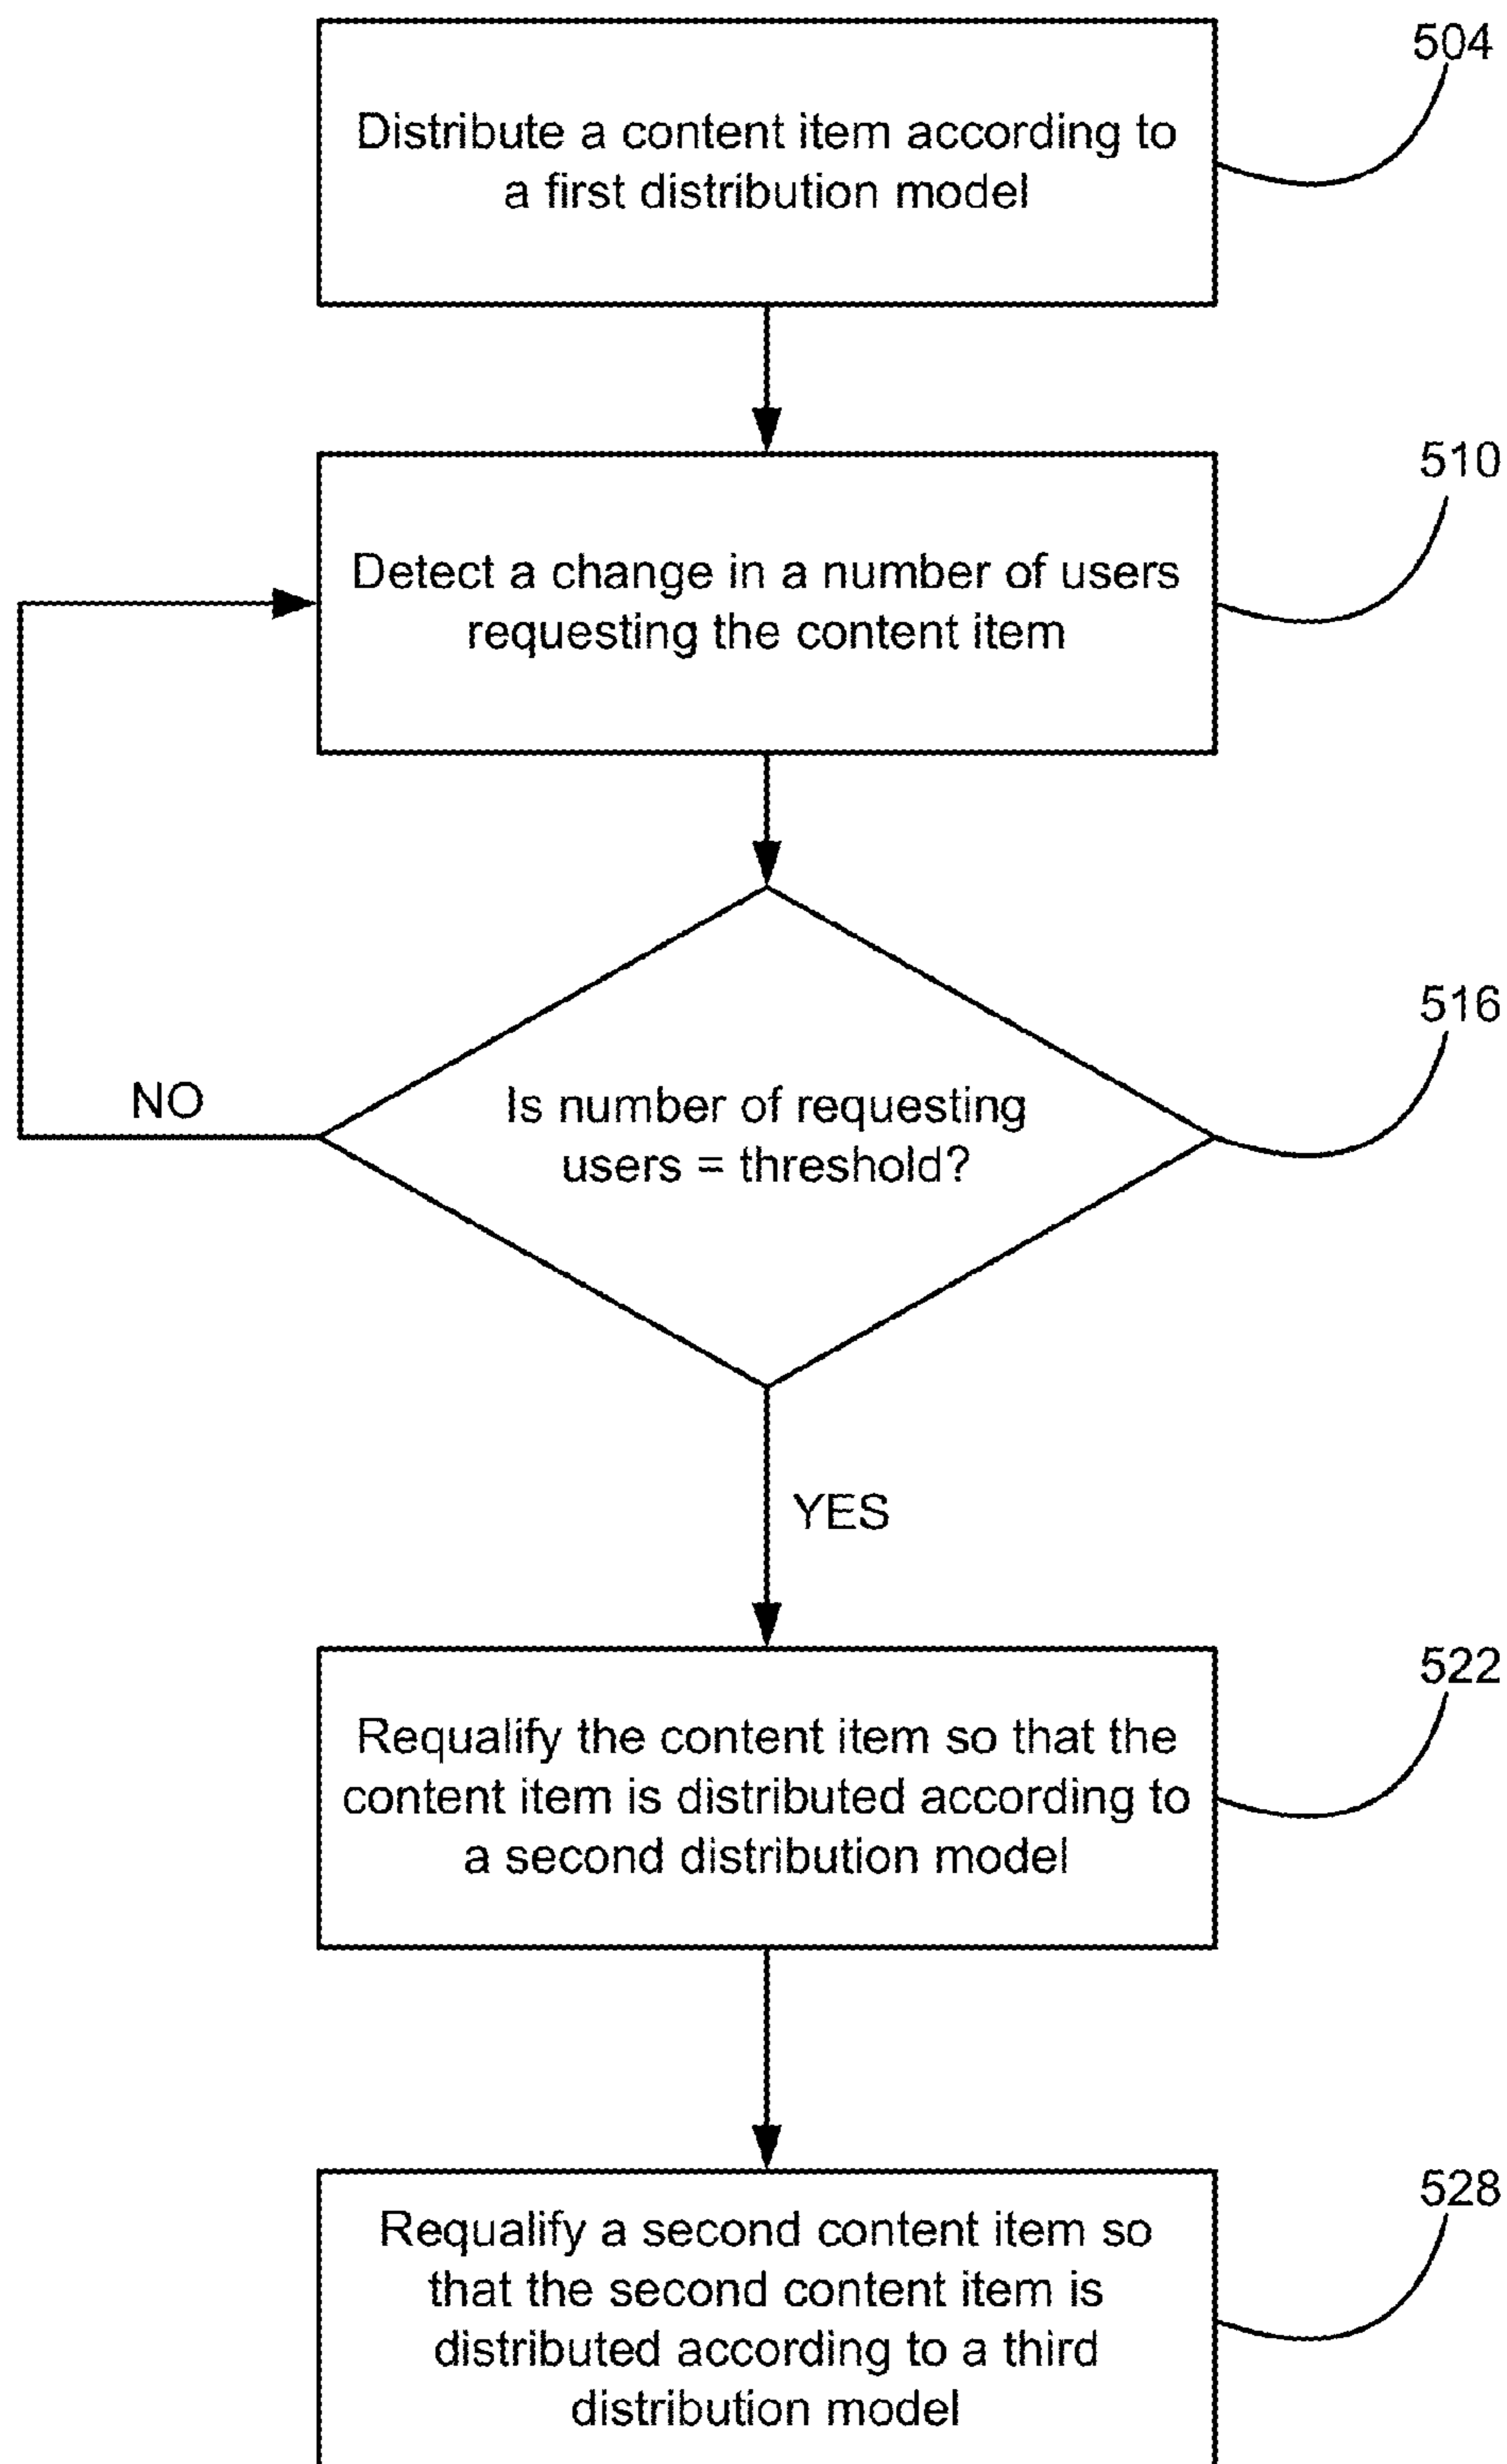 504
Distribute a content item according to
a first distribution model
510
Detect a change in a number of users
requesting the content item
516
NO
Is number of requesting
users = threshold?
YES
522
Requalify the content item so that the
content item is distributed according to
a second distribution model
528
Requalify a second content item so
that the second content item is
distributed according to a third
distribution model